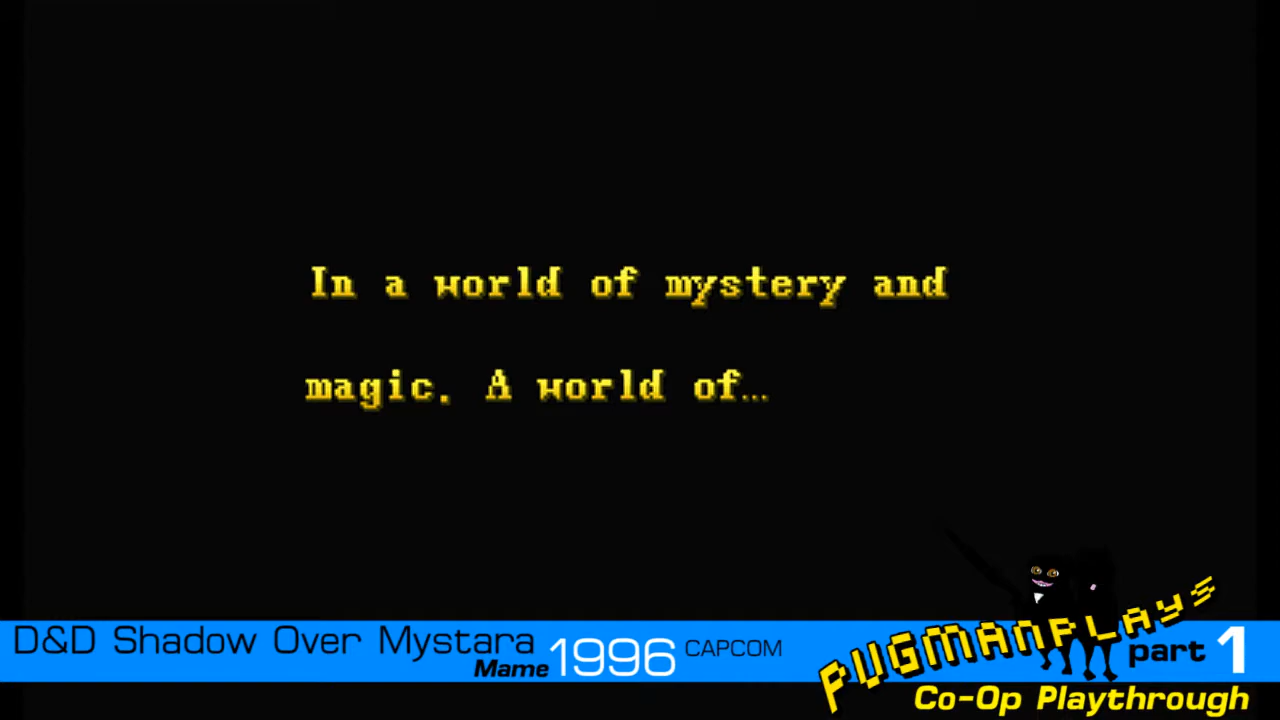 In a world of mystery and
magic. A world of...
D&D Shadow Over Mystara
Mame
1996
CAPCOM
PUGMANPLAYS
part 1
Co-Op Playthrough